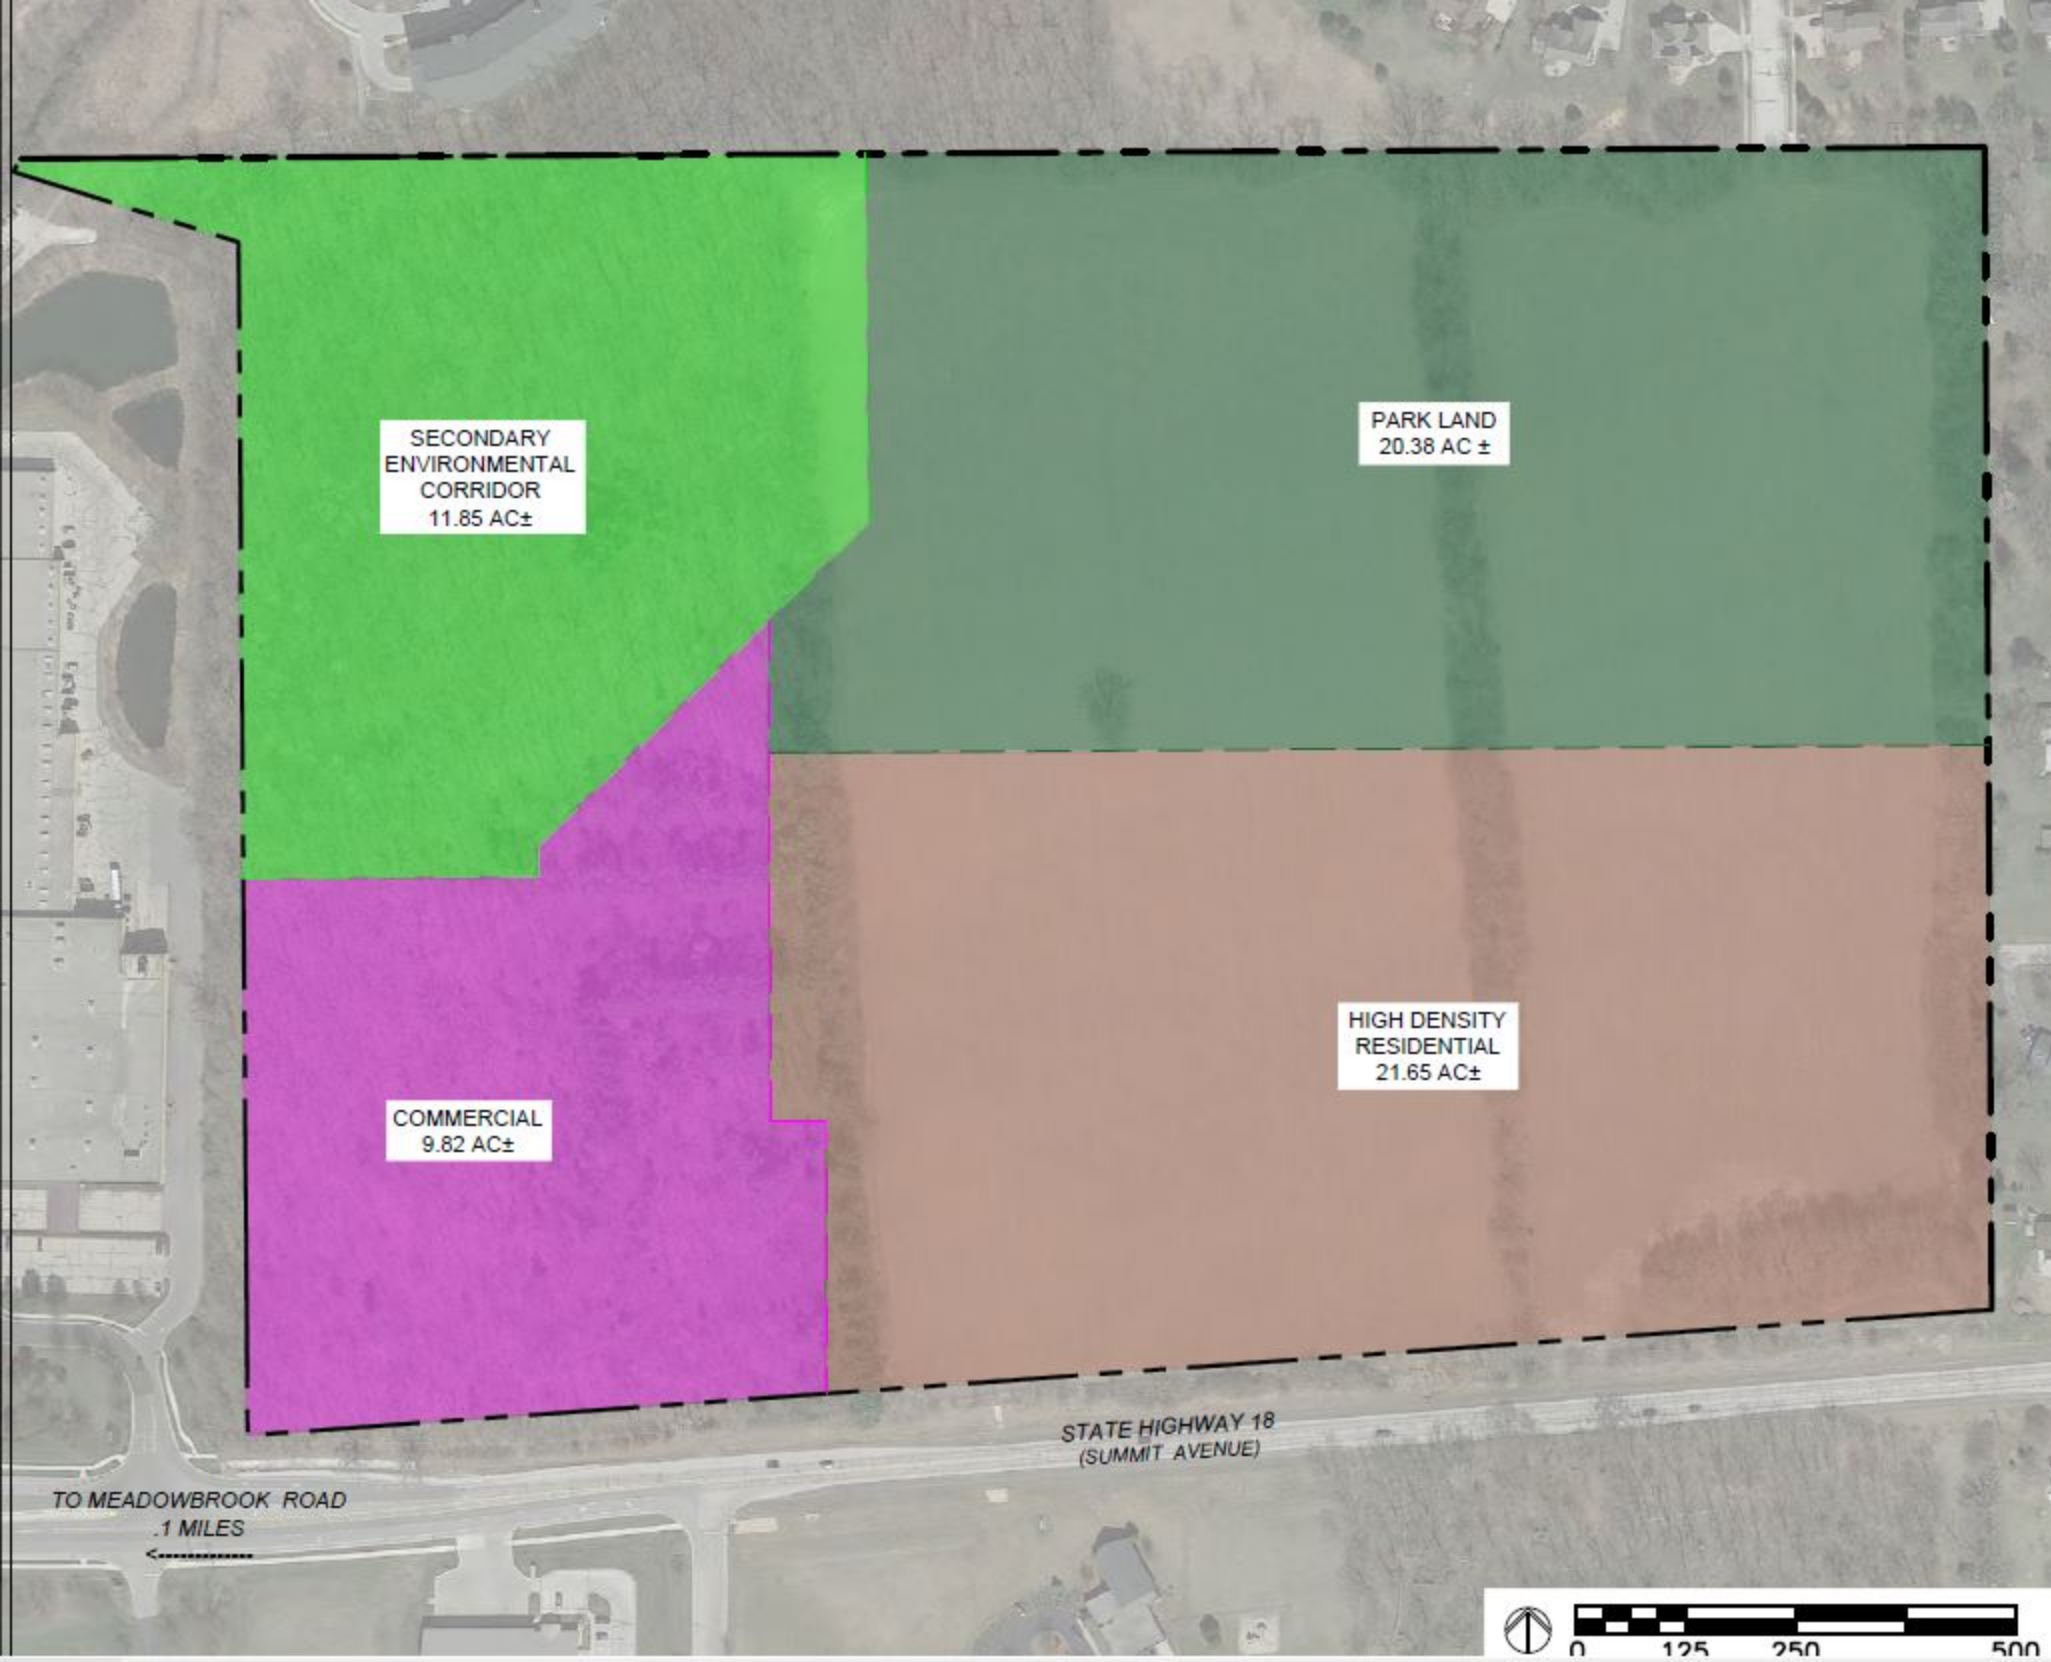 PARK LAND
20.38 AC ±
SECONDARY
ENVIRONMENTAL
CORRIDOR
11.85 AC±
HIGH DENSITY
RESIDENTIAL
21.65 AC±
COMMERCIAL
9.82 AC±
STATE HIGHWAY 18
(SUMMIT AVENUE)
TO MEADOWBROOK ROAD
.1 MILES
0 125 250 500